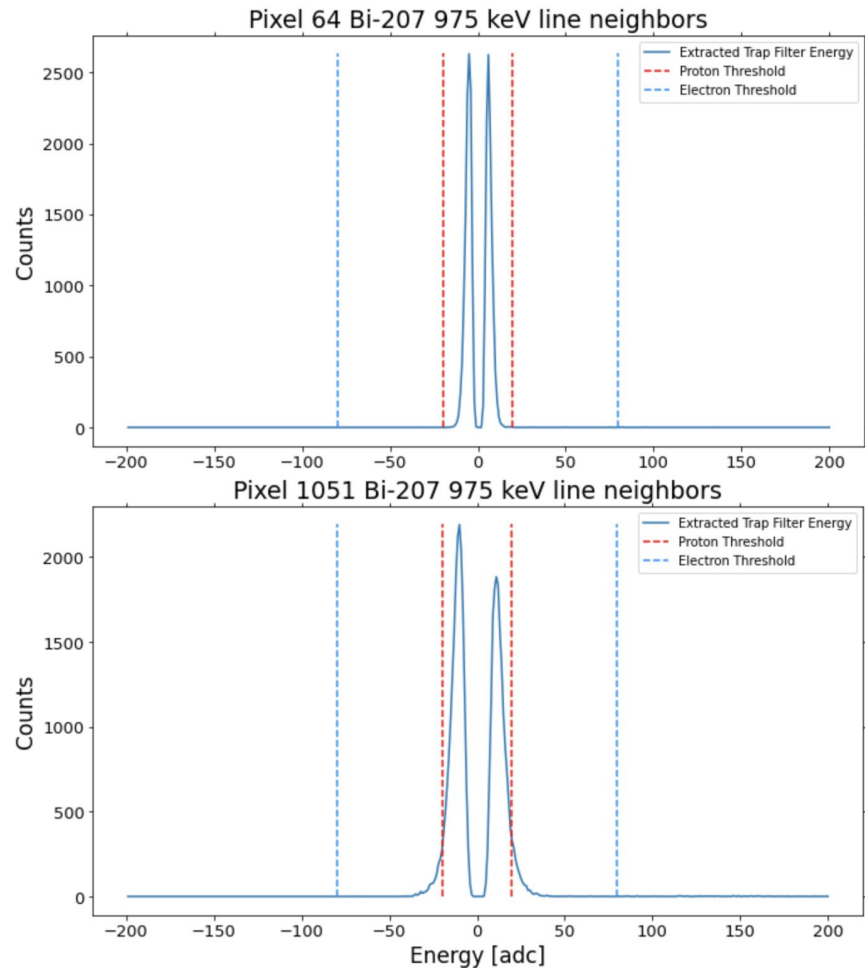 Pixel 64 Bi-207 975 keV line neighbors
Extracted Trap Filter Energy
Proton Threshold
Electron Threshold
2500
2000
1500
1000
500
0
Counts
−200 −150 −100 −50 0 50 100 150 200
Pixel 1051 Bi-207 975 keV line neighbors
Extracted Trap Filter Energy
Proton Threshold
Electron Threshold
2000
1500
1000
500
0
Counts
−200 −150 −100 −50 0 50 100 150 200
Energy [adc]